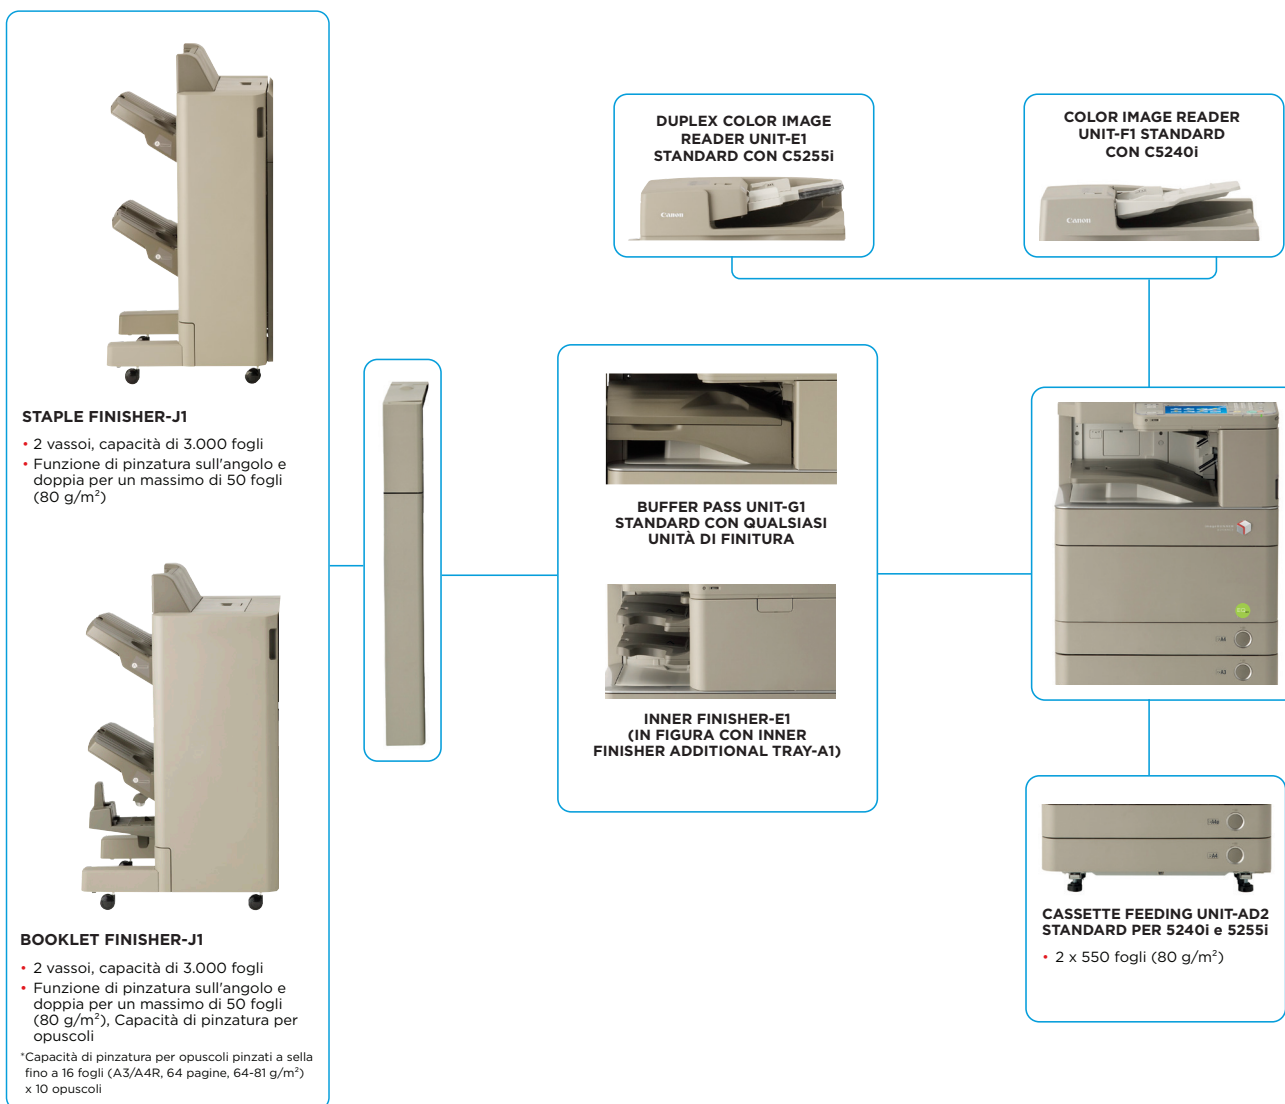 STAPLE FINISHER-J1
• 2 vassoi, capacità di 3.000 fogli
• Funzione di pinzatura sull'angolo e
doppia per un massimo di 50 fogli
(80 g/m²)
BOOKLET FINISHER-J1
• 2 vassoi, capacità di 3.000 fogli
• Funzione di pinzatura sull'angolo e
doppia per un massimo di 50 fogli
(80 g/m²), Capacità di pinzatura per
opuscoli
*Capacità di pinzatura per opuscoli pinzati a sella
fino a 16 fogli (A3/A4R, 64 pagine, 64-81 g/m²)
x 10 opuscoli
BUFFER PASS UNIT-G1
STANDARD CON QUALSIASI
UNITÀ DI FINITURA
INNER FINISHER-E1
(IN FIGURA CON INNER
FINISHER ADDITIONAL TRAY-A1)
DUPLEX COLOR IMAGE
READER UNIT-E1
STANDARD CON C5255i
Canon
COLOR IMAGE READER
UNIT-F1 STANDARD
CON C5240i
Canon
CASSETTE FEEDING UNIT-AD2
STANDARD PER 5240i e 5255i
• 2 x 550 fogli (80 g/m²)